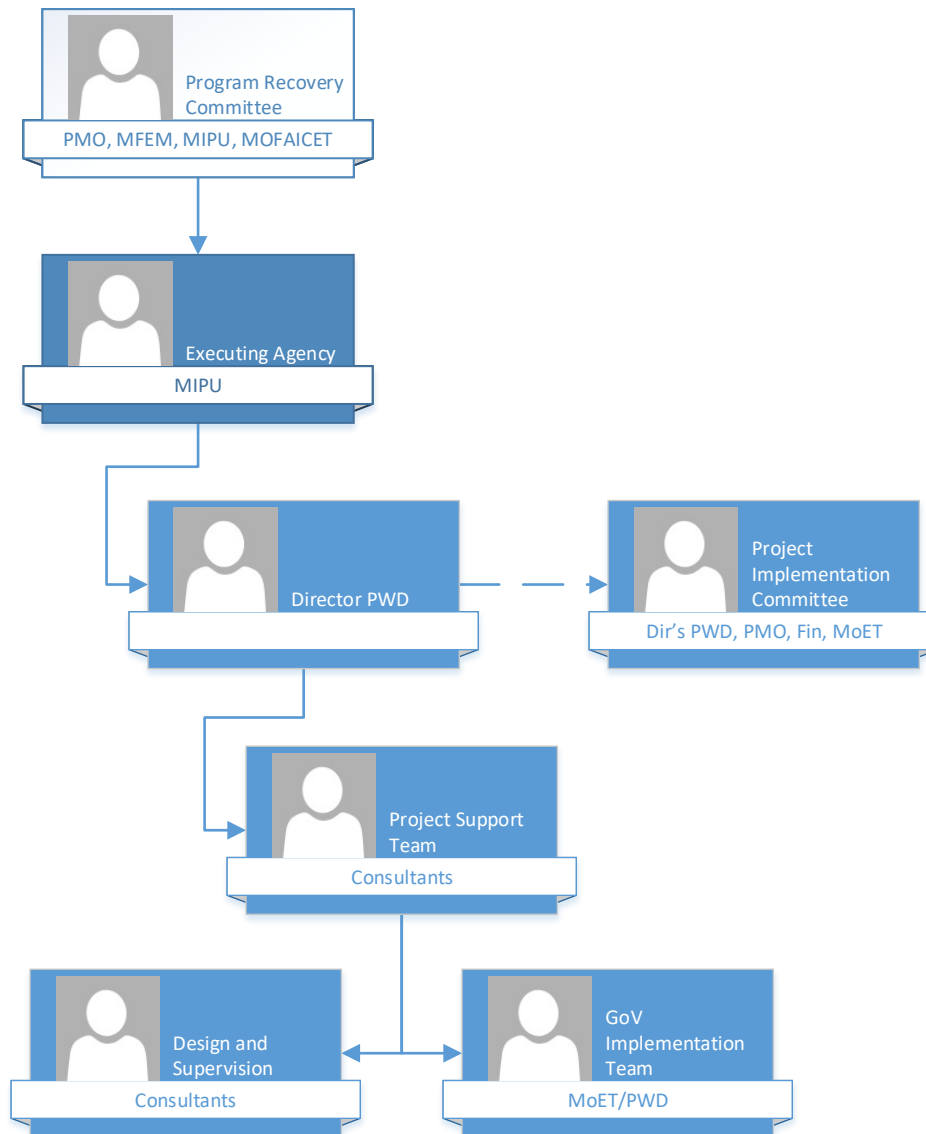 Program Recovery
Committee
PMO, MFEM, MIPU, MOFAICET
Executing Agency
MIPU
Director PWD
Project
Implementation
Committee
Dir's PWD, PMO, Fin, MoET
Project Support
Team
Consultants
Design and
Supervision
Consultants
GoV
Implementation
Team
MoET/PWD